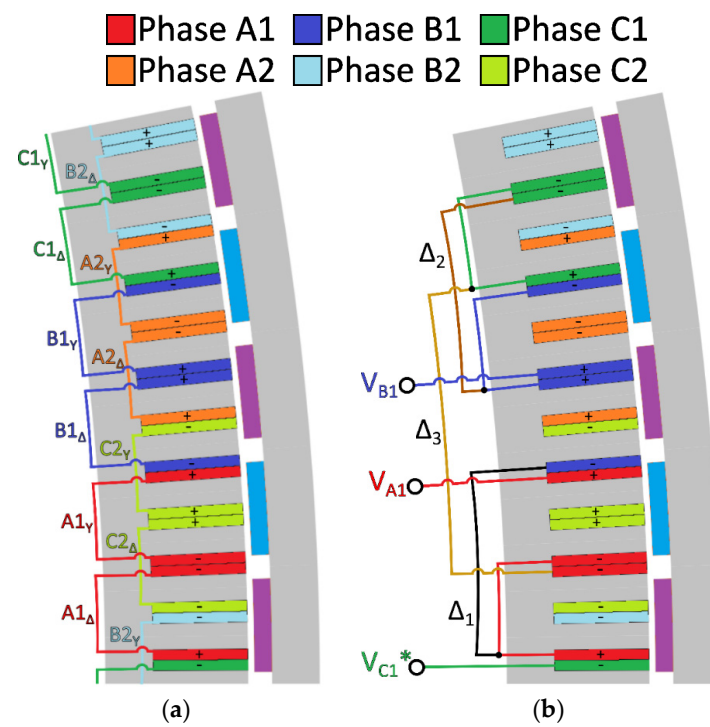 Phase A1 Phase B1 Phase C1
Phase A2 Phase B2 Phase C2
C1Y
B2Δ
C1Δ
A2Y
B1Y
A2Δ
B1Δ
C2Y
A1Y
C2Δ
A1Δ
B2Y
+
+
-
-
-
+
+
-
-
-
+
+
+
-
-
+
+
+
-
-
-
-
+
-
(a)
Δ2
VB1
Δ3
VA1
Δ1
VC1*
+
+
-
-
-
+
+
-
-
-
+
+
+
-
-
+
+
+
-
-
-
-
+
-
(b)